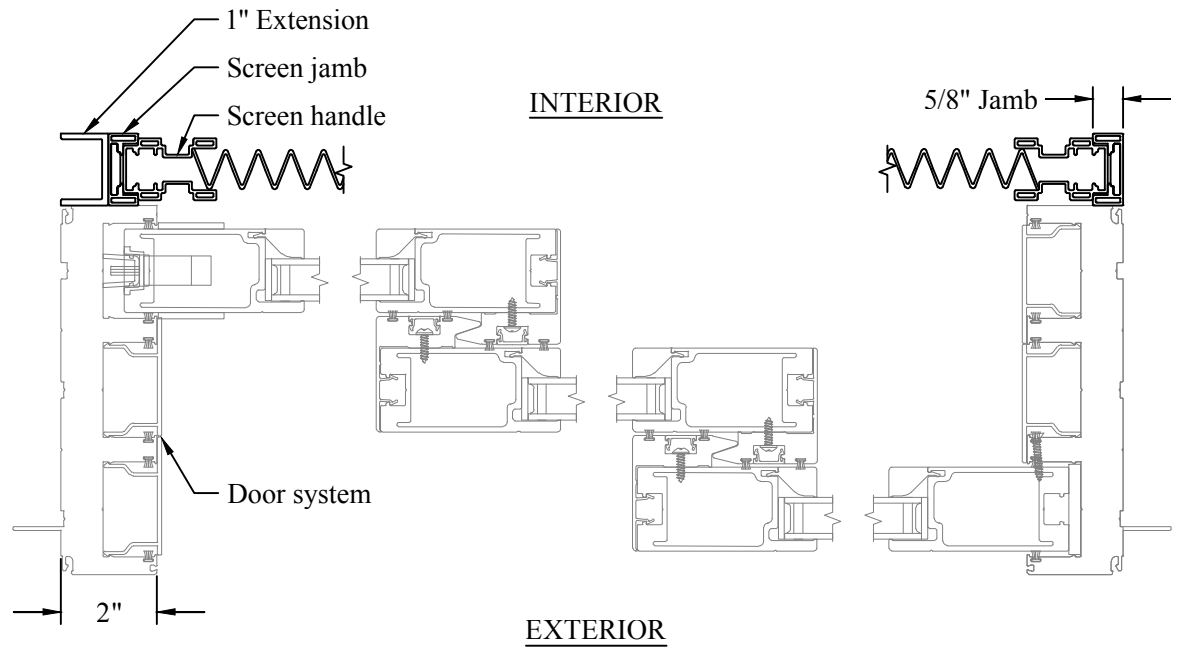 1" Extension
Screen jamb
Screen handle
INTERIOR
5/8" Jamb
Door system
2"
EXTERIOR